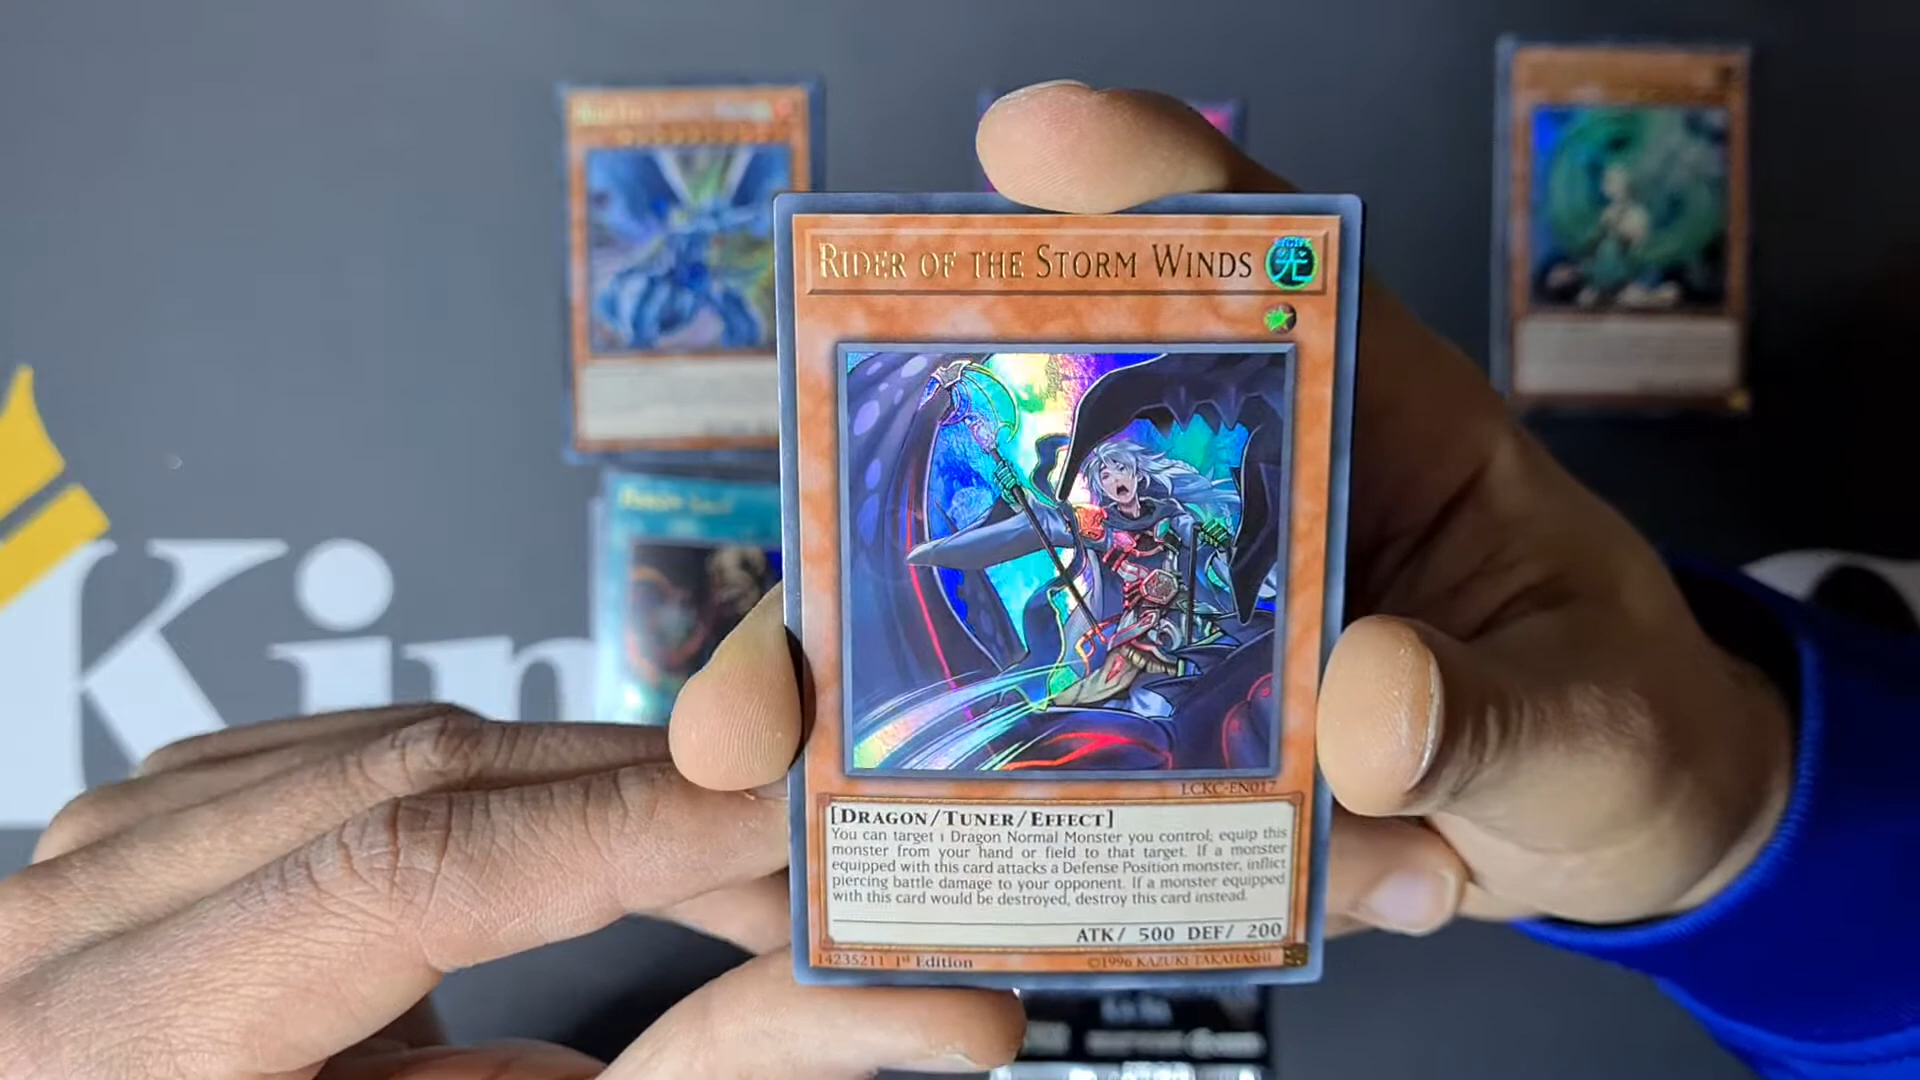 RIDER OF THE STORM WINDS
光
Kin
LCKC-EN017
[DRAGON/TUNER/EFFECT]
You can target 1 Dragon Normal Monster you control; equip this
monster from your hand or field to that target. If a monster
equipped with this card attacks a Defense Position monster, inflict
piercing battle damage to your opponent. If a monster equipped
with this card would be destroyed, destroy this card instead.
ATK/ 500 DEF/ 200
14235211 1st Edition
©1996 KAZUKI TAKAHASHI